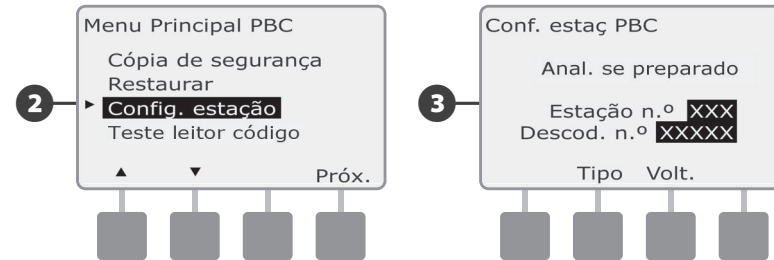 Menu Principal PBC
Cópia de segurança
Restaurar
2
Config. estação
Teste leitor código
Próx.
Conf. estaç PBC
Anal. se preparado
3
Estação n.º XXX
Descod. n.º XXXXX
Tipo Volt.